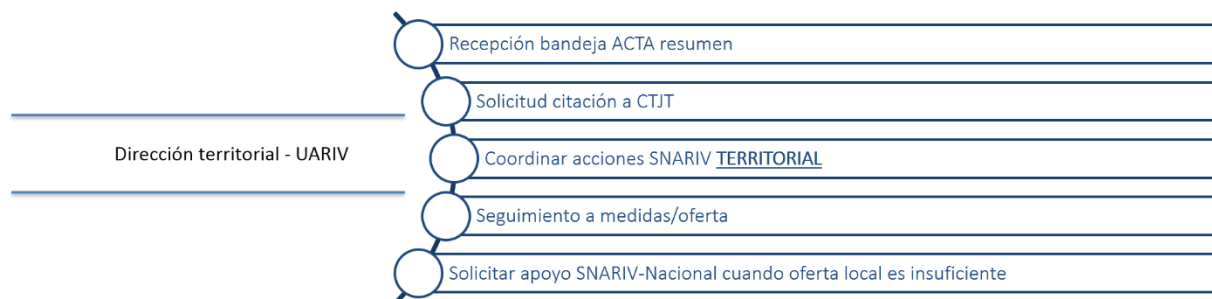 Recepción bandeja ACTA resumen
Solicitud citación a CTJT
Dirección territorial - UARIV
Coordinar acciones SNARIV TERRITORIAL
Seguimiento a medidas/oferta
Solicitar apoyo SNARIV-Nacional cuando oferta local es insuficiente